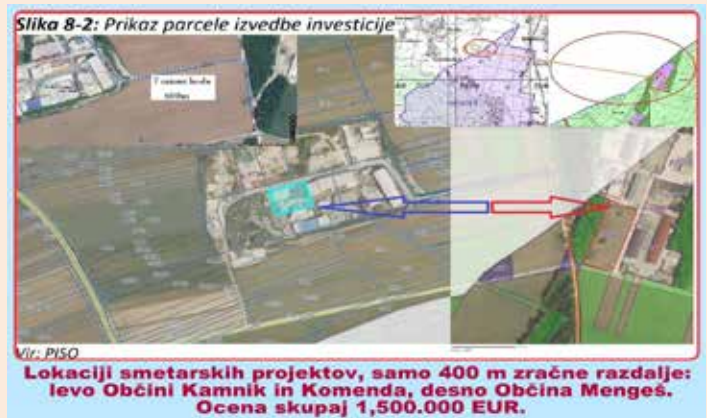 Slika 8-2: Prikaz parcele izvedbe investicije
Vir: PISO
Lokaciji smetarskih projektov, samo 400 m zračne razdalje:
levo Občini Kamnik in Komenda, desno Občina Mengeš.
Ocena skupaj 1,500.000 EUR.